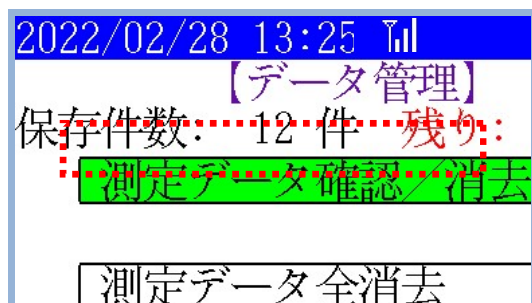 2022/02/28 13:25
【データ管理】
保存件数: 12 件 残り:
測定データ確認/消去
測定データ全消去